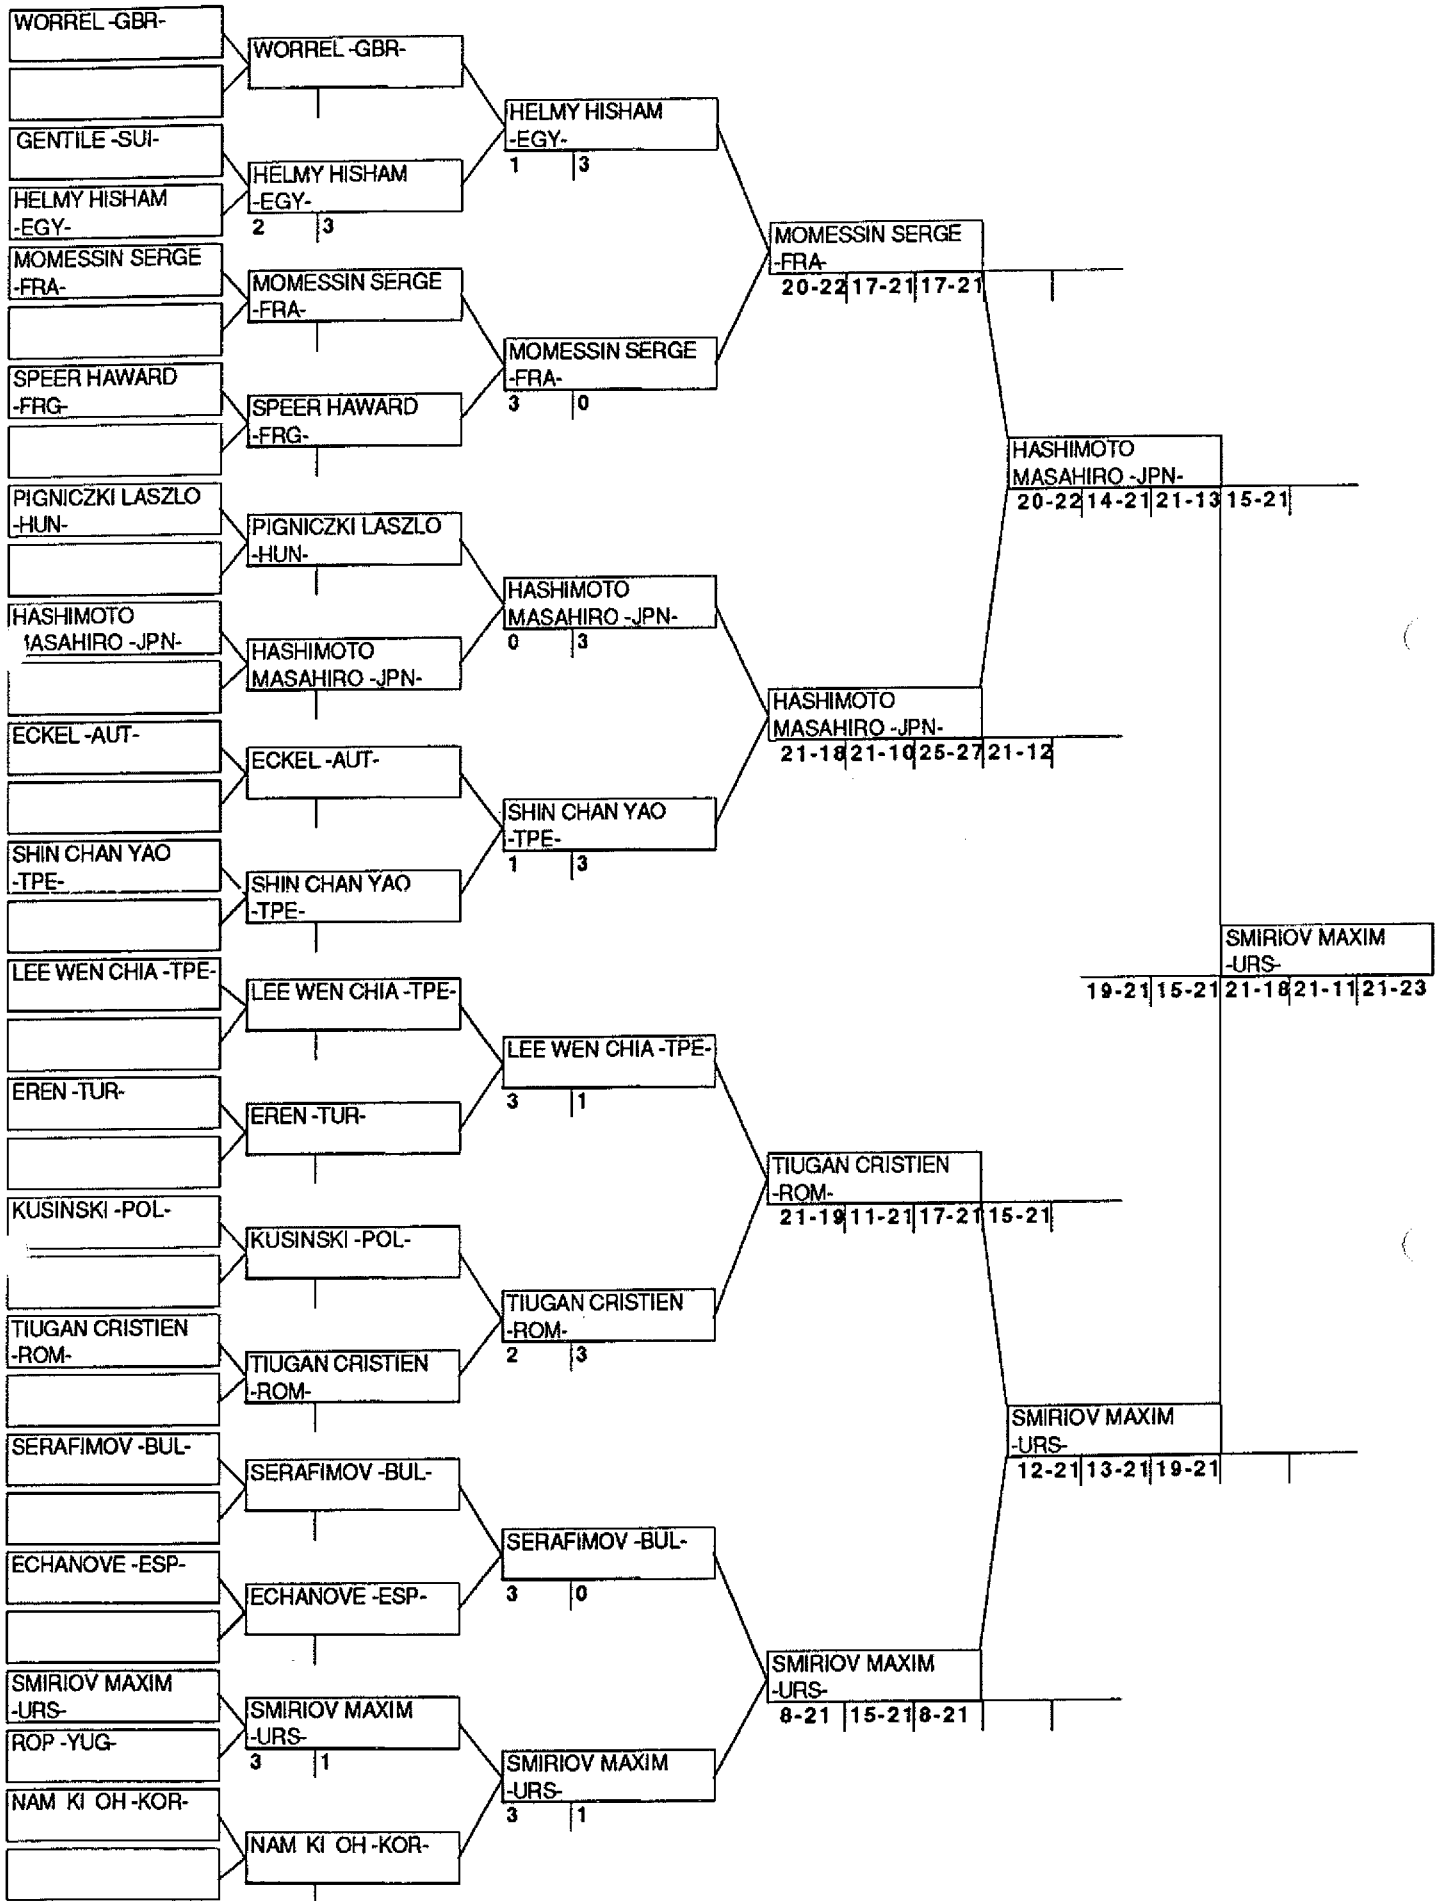 WORREL -GBR-
GENTILE -SUI-
HELMY HISHAM
-EGY-
MOMESSIN SERGE
-FRA-
SPEER HAWARD
-FRG-
PIGNICZKI LASZLO
-HUN-
HASHIMOTO
MASAHIRO -JPN-
ECKEL -AUT-
SHIN CHAN YAO
-TPE-
LEE WEN CHIA -TPE-
EREN -TUR-
KUSINSKI -POL-
TIUGAN CRISTIEN
-ROM-
SERAFIMOV -BUL-
ECHANOVE -ESP-
SMIRIOV MAXIM
-URS-
ROP -YUG-
NAM KI OH -KOR-
WORREL -GBR-
HELMY HISHAM
-EGY-
2 3
MOMESSIN SERGE
-FRA-
SPEER HAWARD
-FRG-
PIGNICZKI LASZLO
-HUN-
HASHIMOTO
MASAHIRO -JPN-
ECKEL -AUT-
SHIN CHAN YAO
-TPE-
LEE WEN CHIA -TPE-
EREN -TUR-
KUSINSKI -POL-
TIUGAN CRISTIEN
-ROM-
SERAFIMOV -BUL-
ECHANOVE -ESP-
SMIRIOV MAXIM
-URS-
3 1
NAM KI OH -KOR-
HELMY HISHAM
-EGY-
1 3
MOMESSIN SERGE
-FRA-
3 0
HASHIMOTO
MASAHIRO -JPN-
0 3
SHIN CHAN YAO
-TPE-
1 3
LEE WEN CHIA -TPE-
3 1
TIUGAN CRISTIEN
-ROM-
2 3
SERAFIMOV -BUL-
3 0
SMIRIOV MAXIM
-URS-
3 1
MOMESSIN SERGE
-FRA-
20-22 17-21 17-21
HASHIMOTO
MASAHIRO -JPN-
21-18 21-10 25-27 21-12
TIUGAN CRISTIEN
-ROM-
21-19 11-21 17-21 15-21
SMIRIOV MAXIM
-URS-
8-21 15-21 8-21
HASHIMOTO
MASAHIRO -JPN-
20-22 14-21 21-13 15-21
SMIRIOV MAXIM
-URS-
12-21 13-21 19-21
SMIRIOV MAXIM
-URS-
19-21 15-21 21-18 21-11 21-23